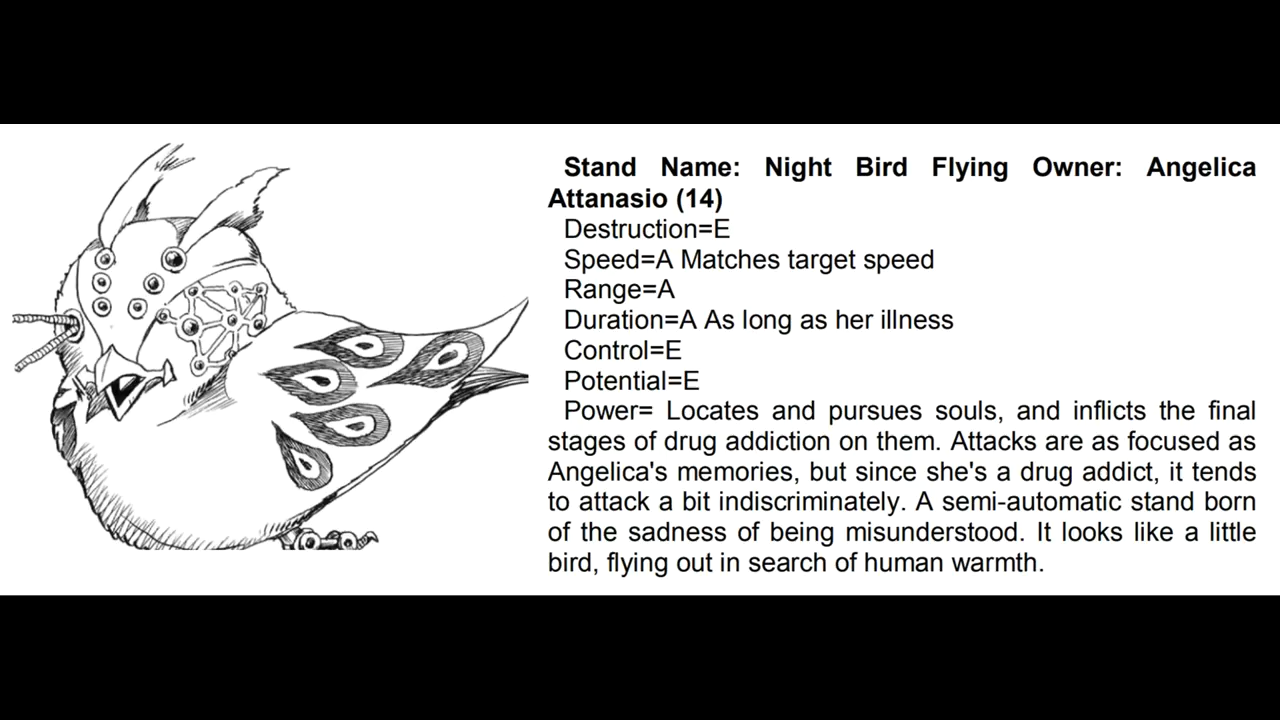 Stand Name: Night Bird Flying Owner: Angelica
Attanasio (14)
Destruction=E
Speed=A Matches target speed
Range=A
Duration=A As long as her illness
Control=E
Potential=E
Power= Locates and pursues souls, and inflicts the final
stages of drug addiction on them. Attacks are as focused as
Angelica's memories, but since she's a drug addict, it tends
to attack a bit indiscriminately. A semi-automatic stand born
of the sadness of being misunderstood. It looks like a little
bird, flying out in search of human warmth.